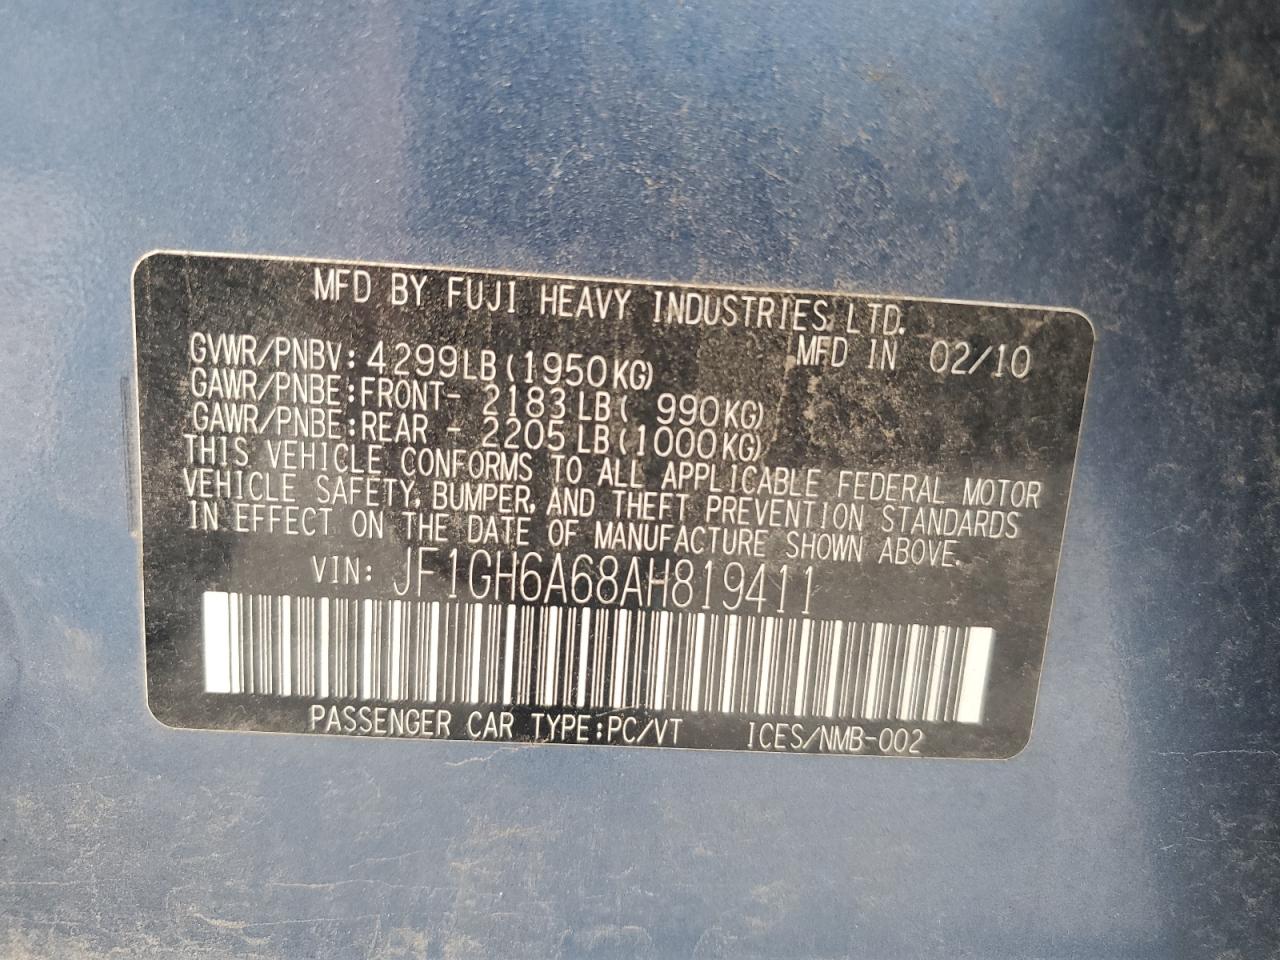 MFD BY FUJI HEAVY INDUSTRIES, LTD.
GVWR/PNBV: 4299LB (1950KG) MFD IN 02/10
GAWR/PNBE:FRONT- 2183LB( 990KG)
GAWR/PNBE:REAR - 2205LB(1000KG)
THIS VEHICLE CONFORMS TO ALL APPLICABLE FEDERAL MOTOR
VEHICLE SAFETY, BUMPER, AND THEFT PREVENTION STANDARDS
IN EFFECT ON THE DATE OF MANUFACTURE SHOWN ABOVE.
VIN: JF1GH6A68AH819411
PASSENGER CAR TYPE:PC/VT ICES/NMB-002